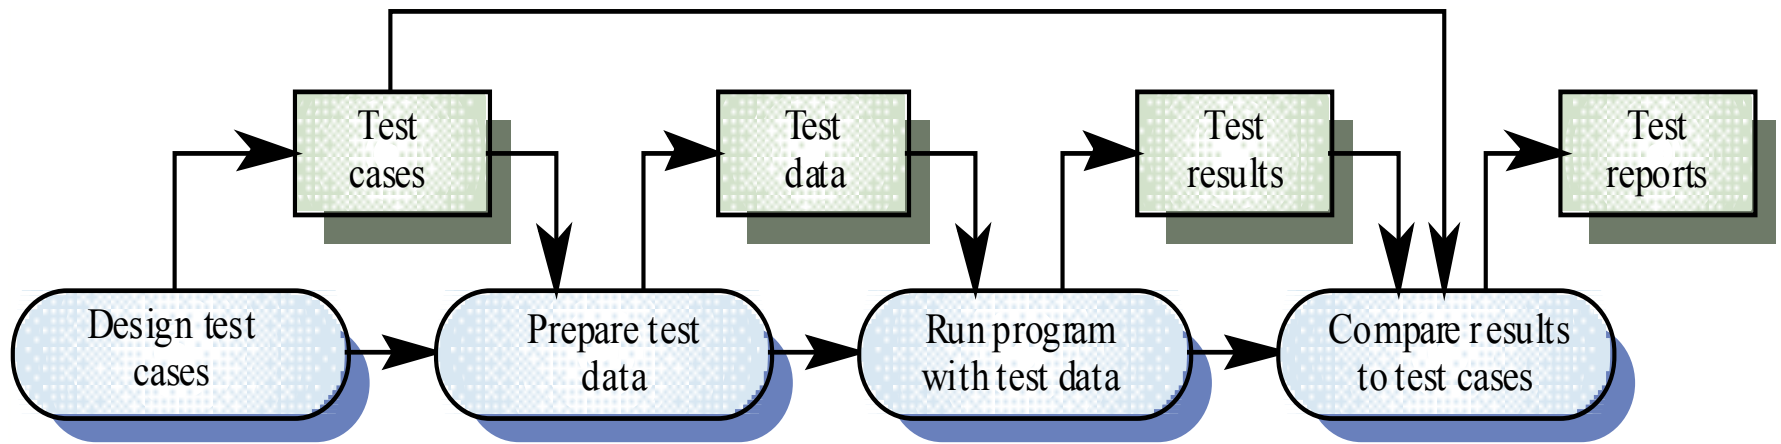 Test
cases
Test
data
Test
results
Test
reports
Design test
cases
Prepare test
data
Run program
with test data
Compare results
to test cases